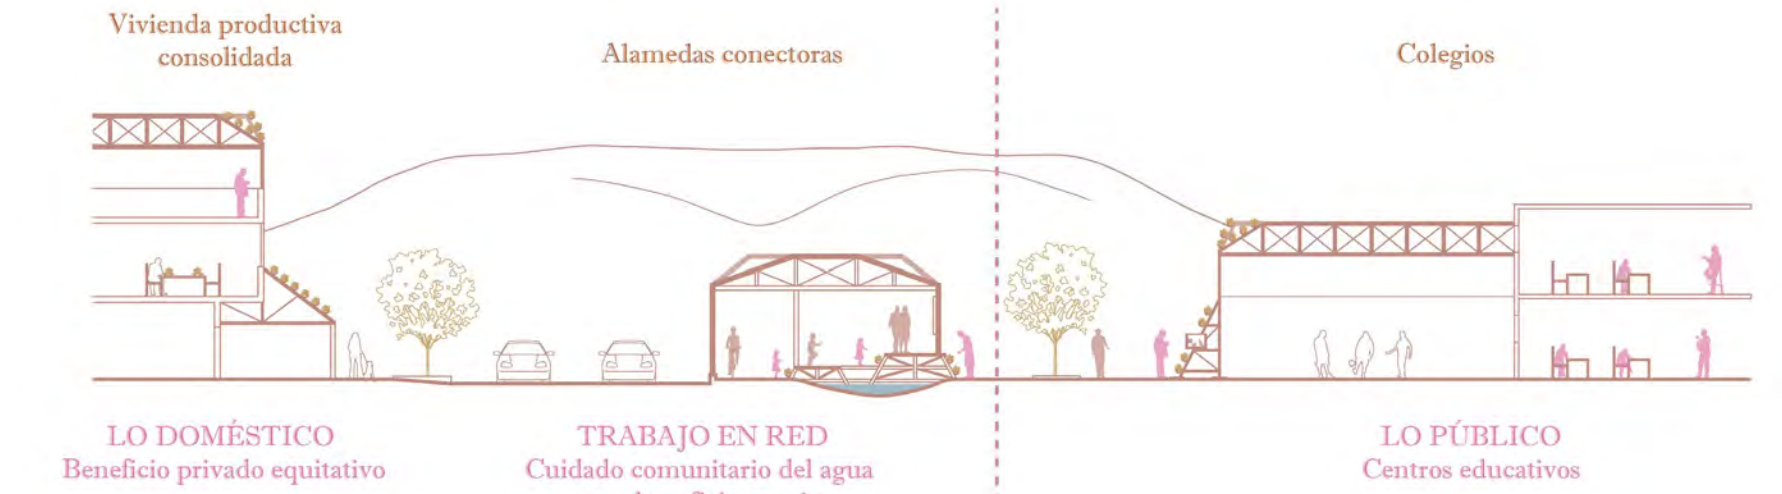 Vivienda productiva
consolidada
Alamedas conectoras
Colegios
LO DOMÉSTICO
Beneficio privado equitativo
TRABAJO EN RED
Cuidado comunitario del agua
LO PÚBLICO
Centros educativos